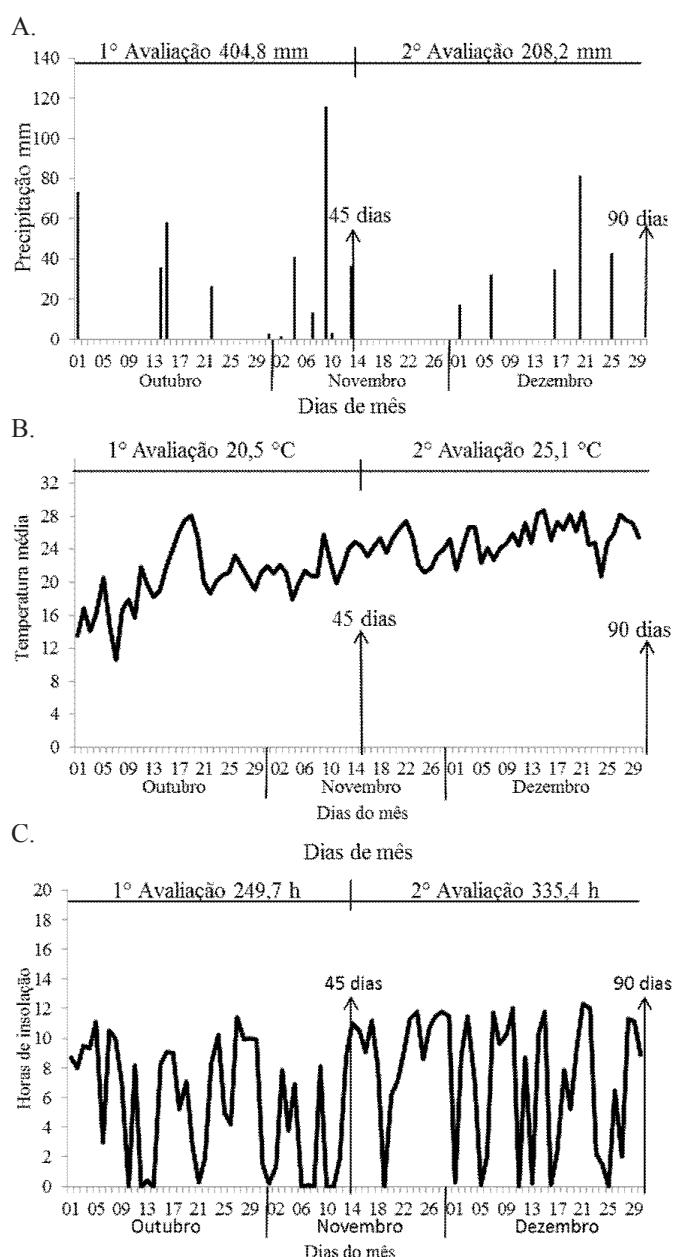 A.
1° Avaliação 404,8 mm 2° Avaliação 208,2 mm
140
120
100
80
60
40
20
0
Precipitação mm
45 dias
90 dias
01 05 09 13 17 21 25 29 02 06 10 14 18 22 26 01 05 09 13 17 21 25 29
Outubro Novembro Dezembro
Dias de mês
B.
1° Avaliação 20,5 °C 2° Avaliação 25,1 °C
32
28
24
20
16
12
8
4
0
Temperatura média
45 dias
90 dias
01 05 09 13 17 21 25 29 02 06 10 14 18 22 26 01 05 09 13 17 21 25 29
Outubro Novembro Dezembro
Dias do mês
C.
Dias de mês
1° Avaliação 249,7 h 2° Avaliação 335,4 h
20
18
16
14
12
10
8
6
4
2
0
Horas de insolação
45 dias
90 dias
01 05 09 13 17 21 25 29 02 06 10 14 18 22 26 01 05 09 13 17 21 25 29
Outubro Novembro Dezembro
Dias do mês